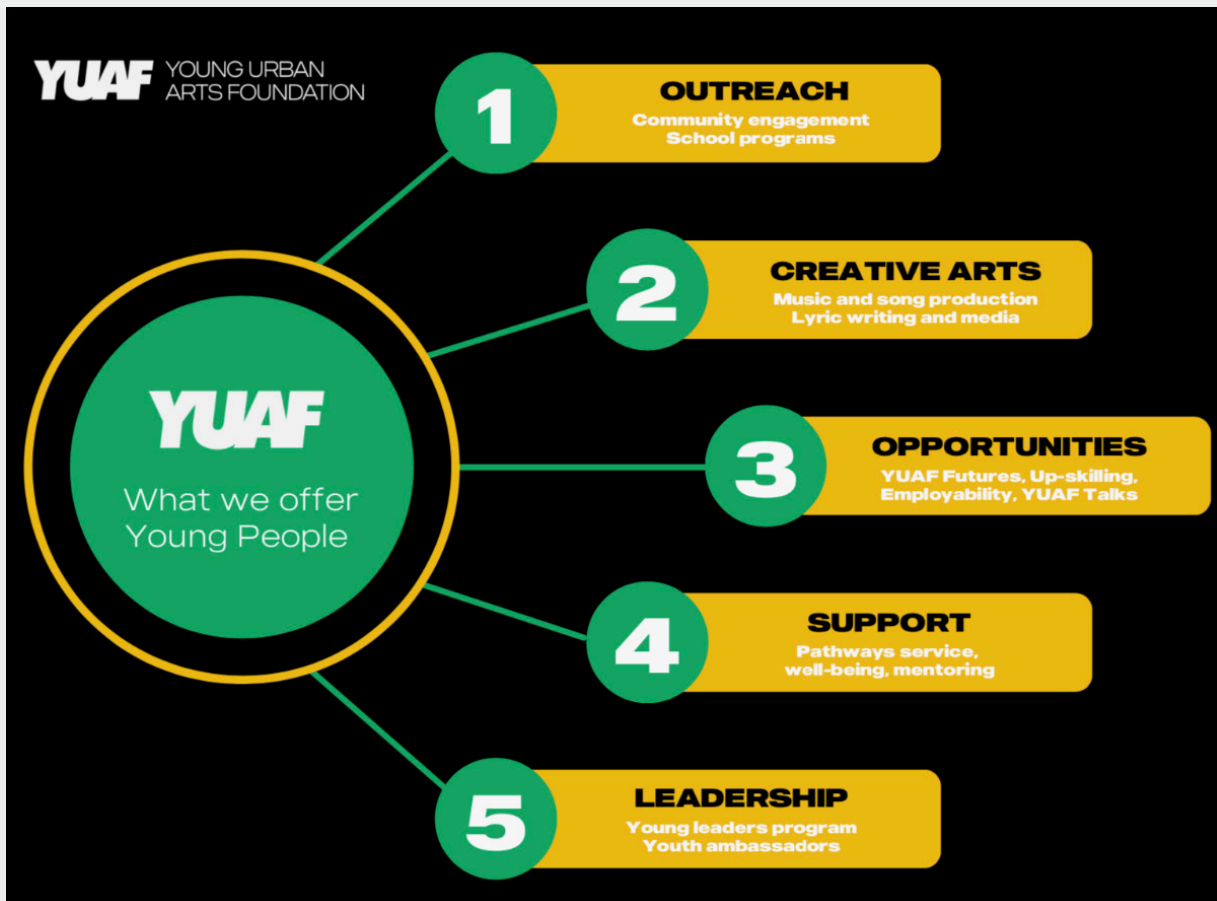 YUAF YOUNG URBAN
ARTS FOUNDATION
1
OUTREACH
Community engagement
School programs
2
CREATIVE ARTS
Music and song production
Lyric writing and media
YUAF
What we offer
Young People
3
OPPORTUNITIES
YUAF Futures, Up-skilling,
Employability, YUAF Talks
4
SUPPORT
Pathways service,
well-being, mentoring
5
LEADERSHIP
Young leaders program
Youth ambassadors